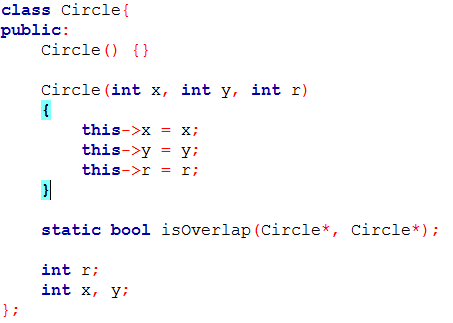 class Circle{
public:
    Circle() {}

    Circle(int x, int y, int r)
    {
        this->x = x;
        this->y = y;
        this->r = r;
    }

    static bool isOverlap(Circle*, Circle*);

    int r;
    int x, y;
};